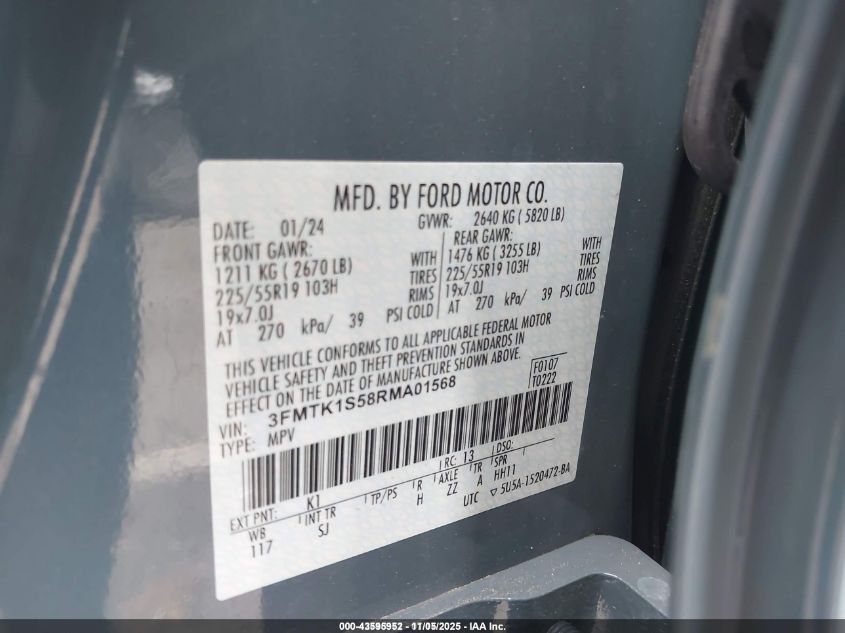 MFD. BY FORD MOTOR CO.
DATE: 01/24 GVWR: 2640 KG ( 5820 LB)
FRONT GAWR: REAR GAWR:
1211 KG ( 2670 LB) WITH 1476 KG ( 3255 LB) WITH
225/55R19 103H TIRES 225/55R19 103H TIRES
19x7.0J RIMS 19x7.0J RIMS
AT 270 kPa/ 39 PSI COLD AT 270 kPa/ 39 PSI COLD
THIS VEHICLE CONFORMS TO ALL APPLICABLE FEDERAL MOTOR
VEHICLE SAFETY AND THEFT PREVENTION STANDARDS IN
EFFECT ON THE DATE OF MANUFACTURE SHOWN ABOVE.
F0107
T0222
VIN: 3FMTK1S58RMA01568
TYPE: MPV
RC: 13 DSO:
EXT PNT: K1
WB INT TR TP/PS R AXLE TR SPR
117 SJ H ZZ A HH11
UTC ▽ 5U5A-1520472-BA
000-43595952 - 11/05/2025 - IAA Inc.